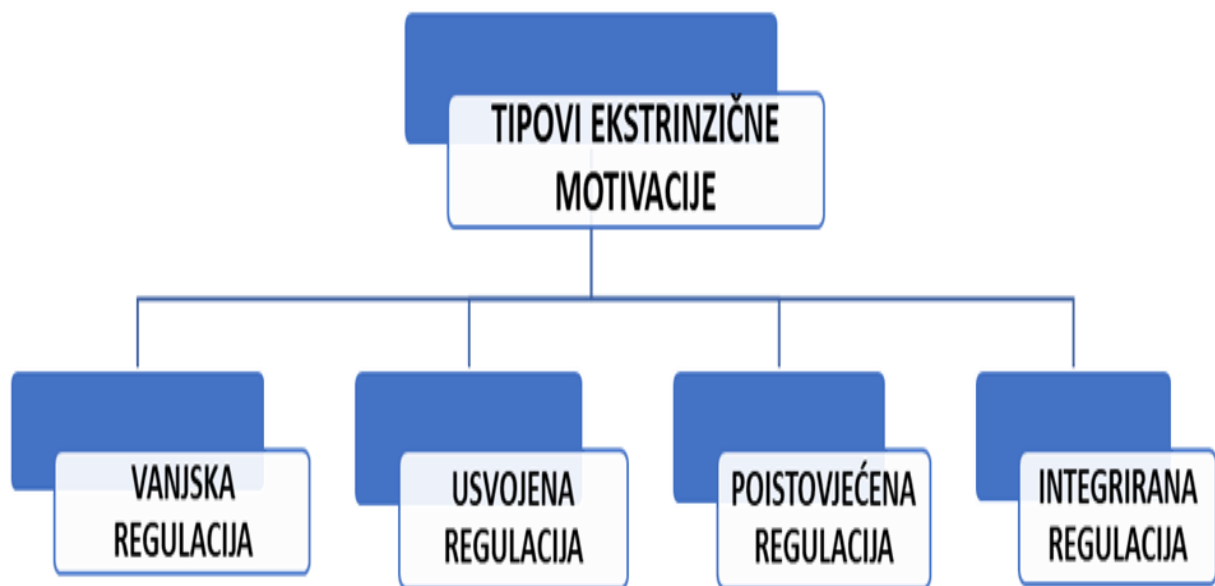 TIPOVI EKSTRINZIČNE
MOTIVACIJE
VANJSKA
REGULACIJA
USVOJENA
REGULACIJA
POISTOVJEĆENA
REGULACIJA
INTEGRIRANA
REGULACIJA